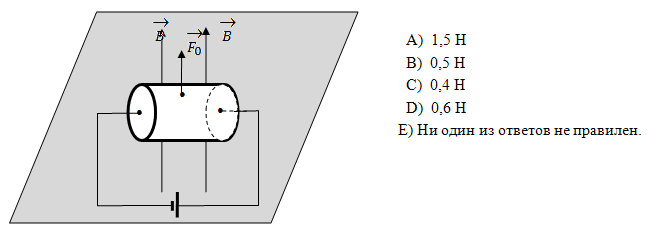 B F₀ B
A) 1,5 Н
B) 0,5 Н
C) 0,4 Н
D) 0,6 Н
E) Ни один из ответов не правилен.